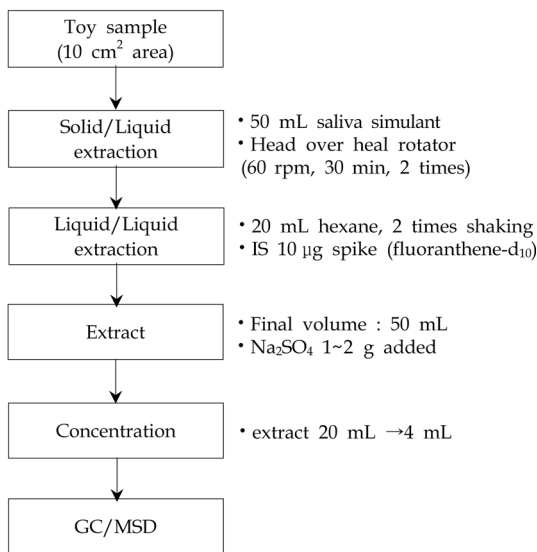 Toy sample
(10 cm² area)
Solid/Liquid
extraction
• 50 mL saliva simulant
• Head over heal rotator
(60 rpm, 30 min, 2 times)
Liquid/Liquid
extraction
• 20 mL hexane, 2 times shaking
• IS 10 μg spike (fluoranthene-d₁₀)
Extract
• Final volume : 50 mL
• Na₂SO₄ 1~2 g added
Concentration
• extract 20 mL →4 mL
GC/MSD